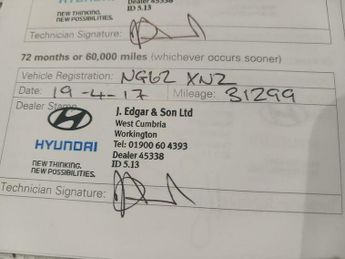 HYUNDAI
Dealer 45338
ID 5.13
NEW THINKING.
NEW POSSIBILITIES.
Technician Signature:
72 months or 60,000 miles (whichever occurs sooner)
Vehicle Registration: NG62 XNZ
Date: 19-4-17 Mileage: 31299
Dealer Stamp
J. Edgar & Son Ltd
West Cumbria
Workington
Tel: 01900 60 4393
Dealer 45338
ID 5.13
HYUNDAI
NEW THINKING.
NEW POSSIBILITIES.
Technician Signature: